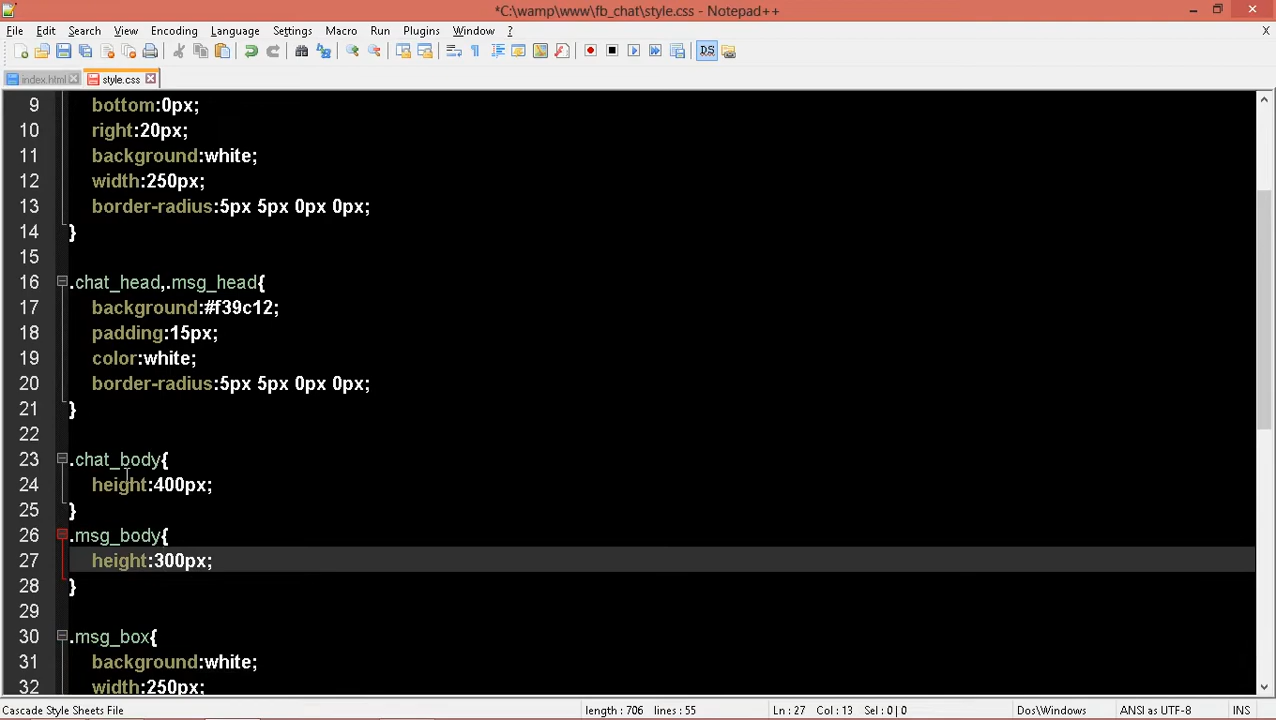 *C:\wamp\www\fb_chat\style.css - Notepad++
File Edit Search View Encoding Language Settings Macro Run Plugins Window ? X
index.html style.css
9 bottom:0px;
10 right:20px;
11 background:white;
12 width:250px;
13 border-radius:5px 5px 0px 0px;
14 }
15
16 .chat_head,.msg_head{
17 background:#f39c12;
18 padding:15px;
19 color:white;
20 border-radius:5px 5px 0px 0px;
21 }
22
23 .chat_body{
24 height:400px;
25 }
26 .msg_body{
27 height:300px;
28 }
29
30 .msg_box{
31 background:white;
32 width:250px;
Cascade Style Sheets File length : 706 lines : 55 Ln : 27 Col : 13 Sel : 0 | 0 Dos\Windows ANSI as UTF-8 INS